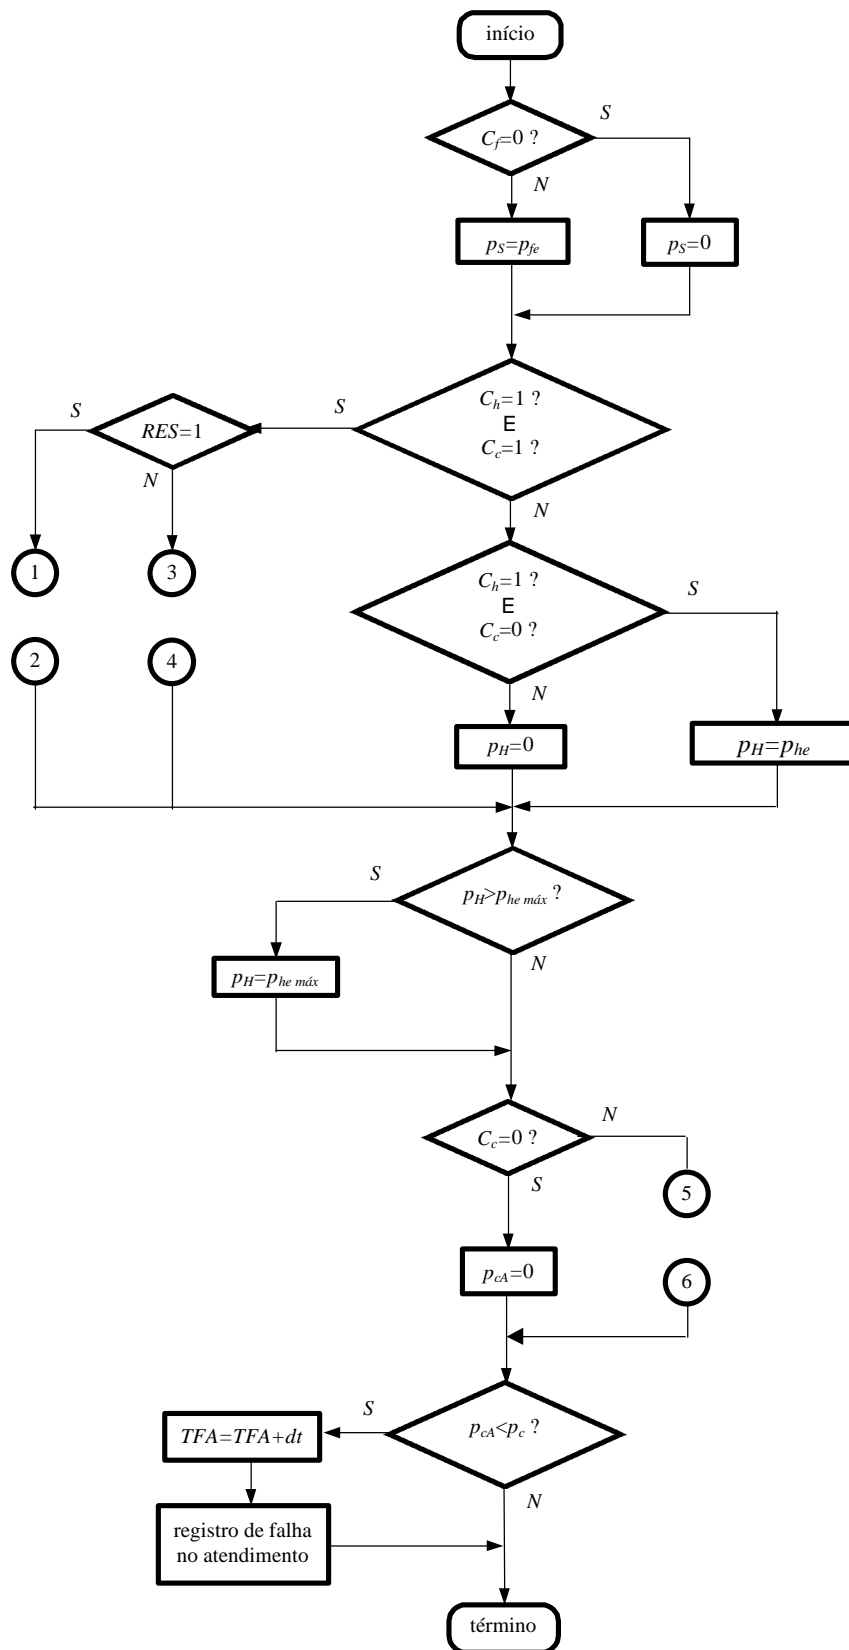 início
S
C_f=0 ?
N
p_S=p_fe
p_S=0
S
S
C_h=1 ?
E
C_c=1 ?
RES=1
N
N
1
3
C_h=1 ?
E
C_c=0 ?
S
2
4
N
p_H=0
p_H=p_he
S
p_H>p_he máx ?
N
p_H=p_he máx
N
C_c=0 ?
S
5
p_cA=0
6
S
p_cA<p_c ?
TFA=TFA+dt
N
registro de falha
no atendimento
término